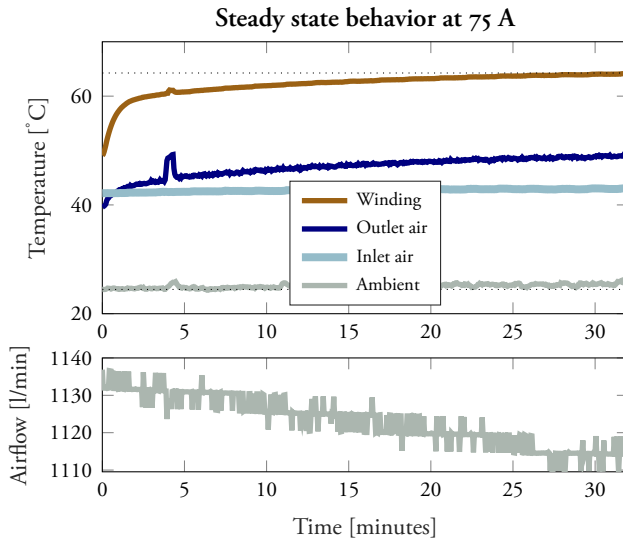 Steady state behavior at 75 A
Temperature [°C]
60
40
20
Winding
Outlet air
Inlet air
Ambient
0 5 10 15 20 25 30
Airflow [l/min]
1140
1130
1120
1110
0 5 10 15 20 25 30
Time [minutes]